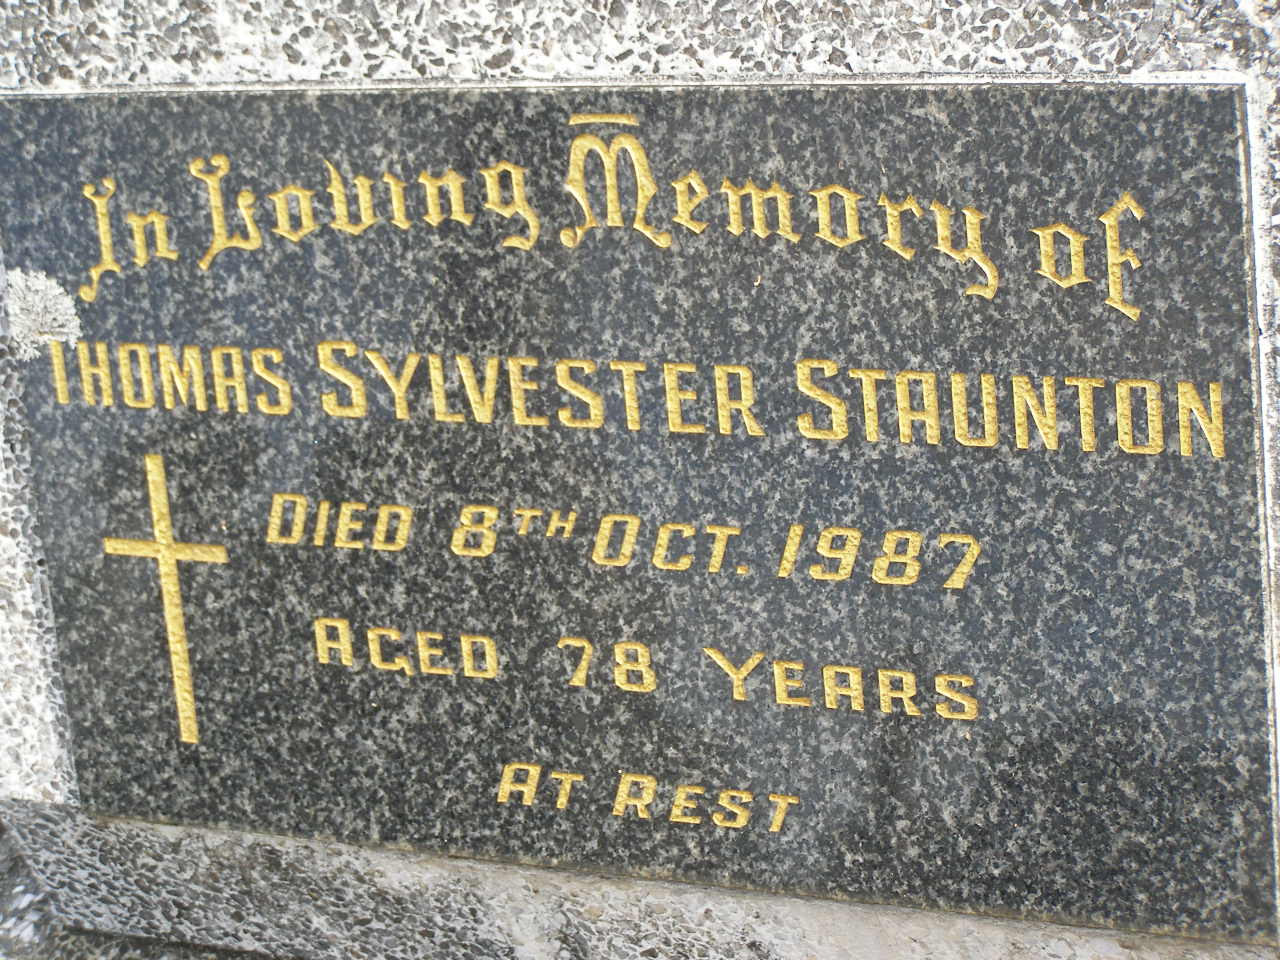 In Loving Memory of
THOMAS SYLVESTER STAUNTON
DIED 8TH OCT. 1987
AGED 78 YEARS
AT REST